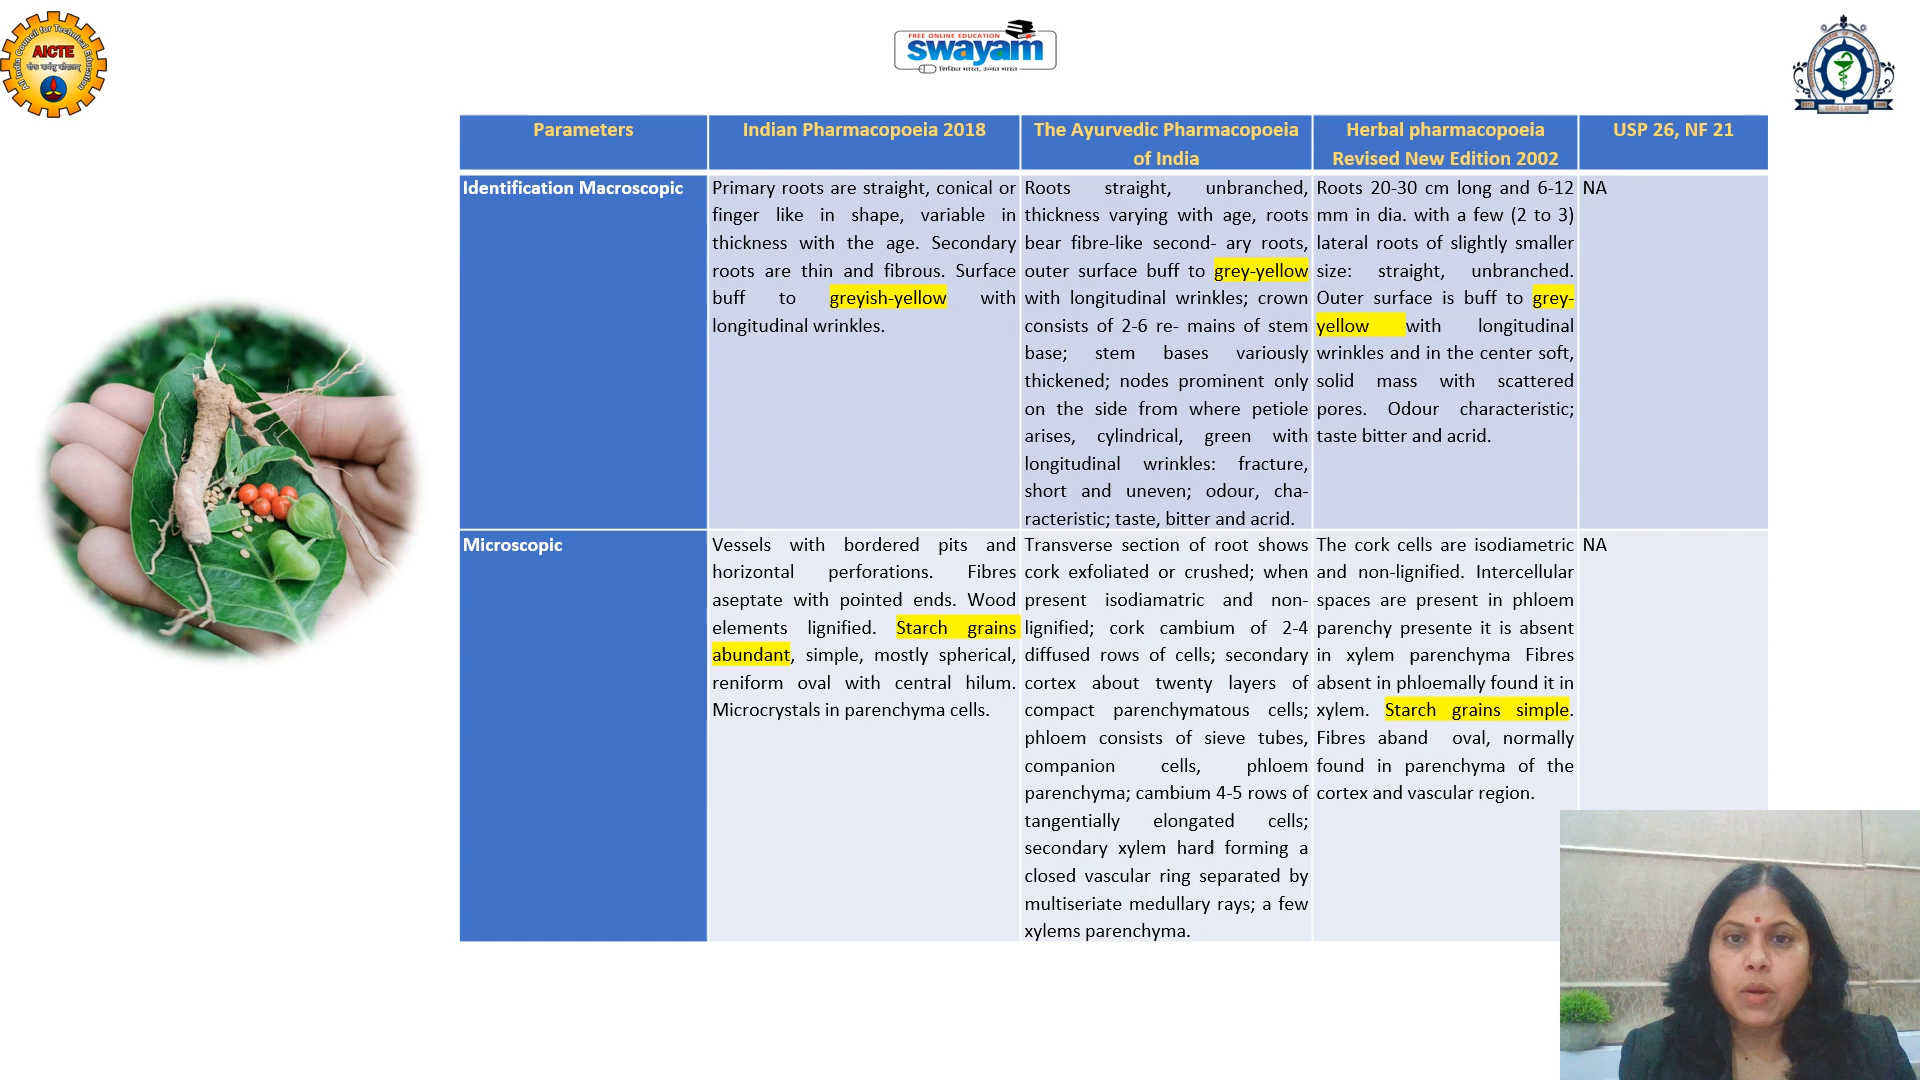 All India Council for Technical Education
AICTE
FREE ONLINE EDUCATION
swayam
शिक्षित भारत, उन्नत भारत
Parameters
Indian Pharmacopoeia 2018
The Ayurvedic Pharmacopoeia
of India
Herbal pharmacopoeia
Revised New Edition 2002
USP 26, NF 21
Identification Macroscopic
Primary roots are straight, conical or
finger like in shape, variable in
thickness with the age. Secondary
roots are thin and fibrous. Surface
buff to greyish-yellow with
longitudinal wrinkles.
Roots straight, unbranched,
thickness varying with age, roots
bear fibre-like second- ary roots,
outer surface buff to grey-yellow
with longitudinal wrinkles; crown
consists of 2-6 re- mains of stem
base; stem bases variously
thickened; nodes prominent only
on the side from where petiole
arises, cylindrical, green with
longitudinal wrinkles: fracture,
short and uneven; odour, cha-
racteristic; taste, bitter and acrid.
Roots 20-30 cm long and 6-12
mm in dia. with a few (2 to 3)
lateral roots of slightly smaller
size: straight, unbranched.
Outer surface is buff to grey-
yellow with longitudinal
wrinkles and in the center soft,
solid mass with scattered
pores. Odour characteristic;
taste bitter and acrid.
NA
Microscopic
Vessels with bordered pits and
horizontal perforations. Fibres
aseptate with pointed ends. Wood
elements lignified. Starch grains
abundant, simple, mostly spherical,
reniform oval with central hilum.
Microcrystals in parenchyma cells.
Transverse section of root shows
cork exfoliated or crushed; when
present isodiamatric and non-
lignified; cork cambium of 2-4
diffused rows of cells; secondary
cortex about twenty layers of
compact parenchymatous cells;
phloem consists of sieve tubes,
companion cells, phloem
parenchyma; cambium 4-5 rows of
tangentially elongated cells;
secondary xylem hard forming a
closed vascular ring separated by
multiseriate medullary rays; a few
xylems parenchyma.
The cork cells are isodiametric
and non-lignified. Intercellular
spaces are present in phloem
parenchy presente it is absent
in xylem parenchyma Fibres
absent in phloemally found it in
xylem. Starch grains simple.
Fibres aband oval, normally
found in parenchyma of the
cortex and vascular region.
NA